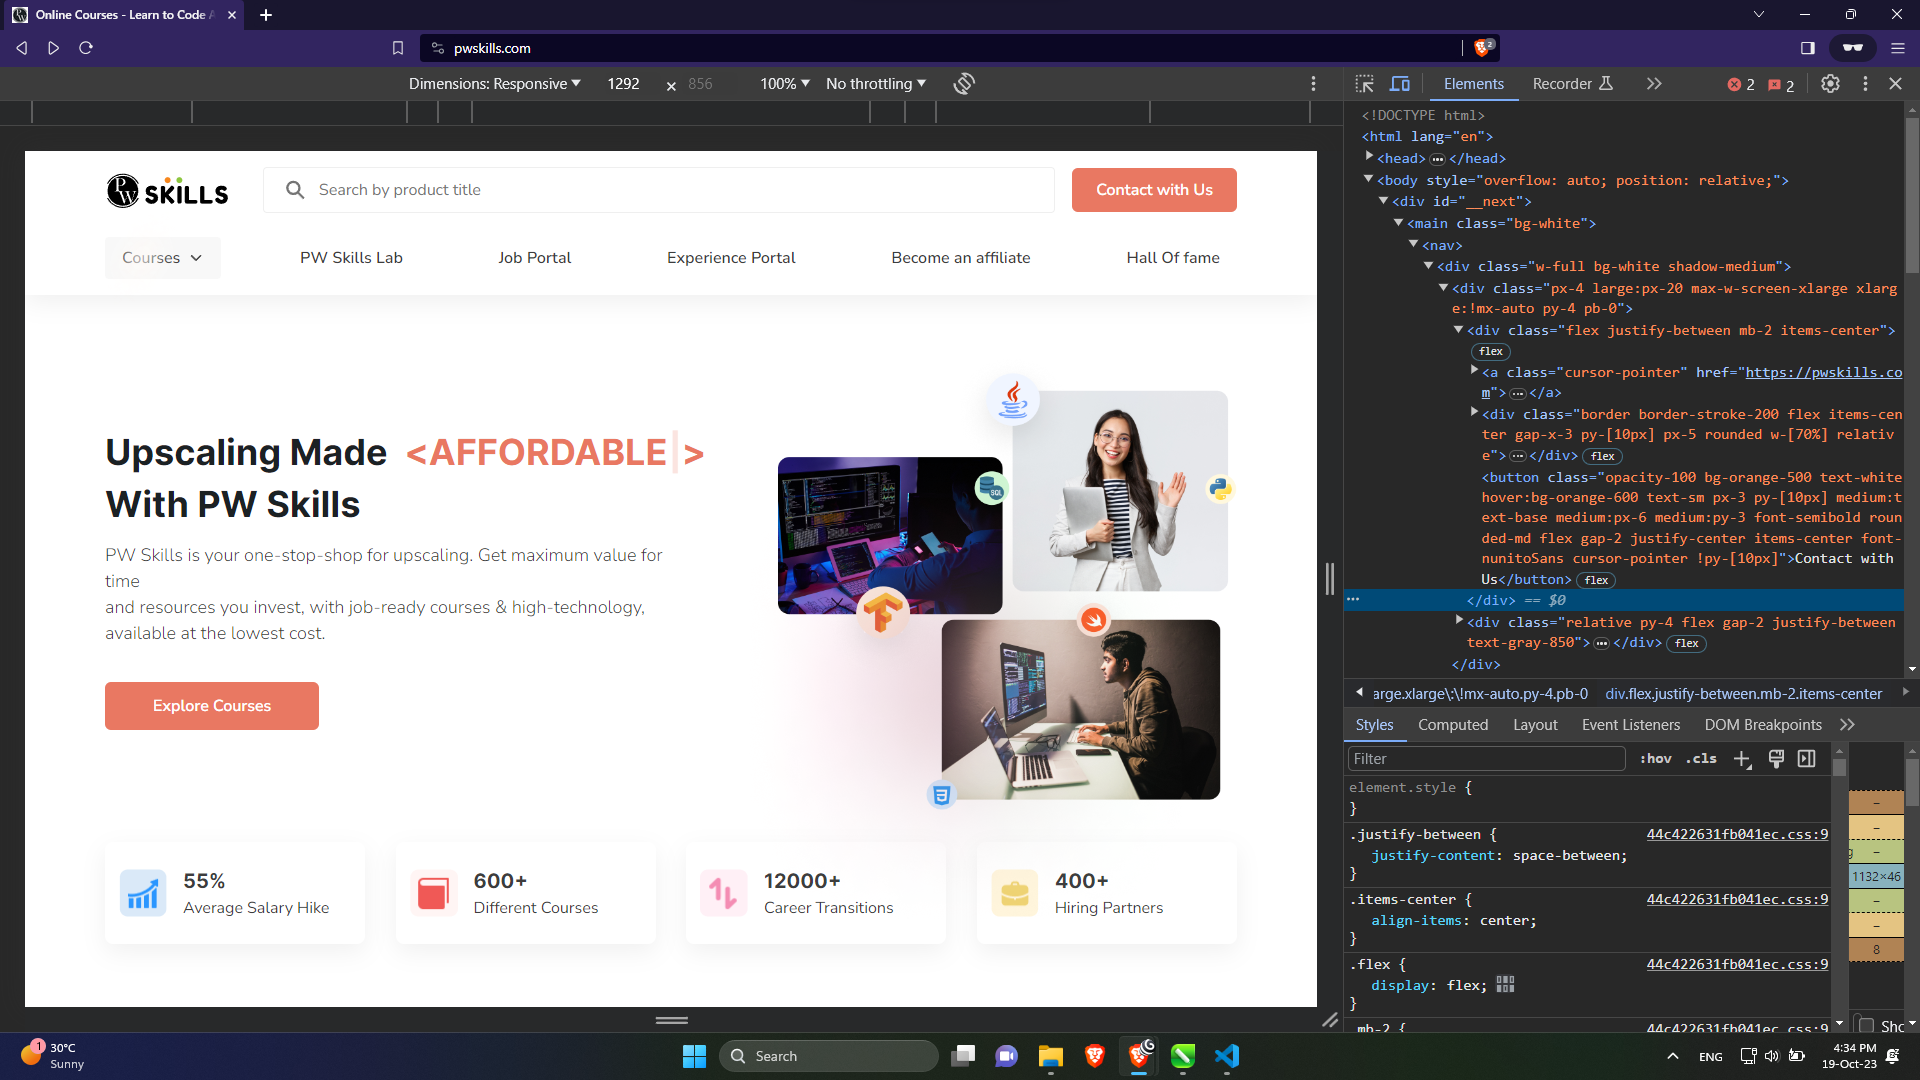 Online Courses - Learn to Code A
pwskills.com
2
Dimensions: Responsive
1292
×
856
100%
No throttling
Elements
Recorder
2
2
<!DOCTYPE html>
<html lang="en">
<head> ••• </head>
<body style="overflow: auto; position: relative;">
<div id="__next">
<main class="bg-white">
<nav>
<div class="w-full bg-white shadow-medium">
<div class="px-4 large:px-20 max-w-screen-xlarge xlarg
e:!mx-auto py-4 pb-0">
<div class="flex justify-between mb-2 items-center">
flex
<a class="cursor-pointer" href="https://pwskills.co
m"> ••• </a>
<div class="border border-stroke-200 flex items-cen
ter gap-x-3 py-[10px] px-5 rounded w-[70%] relativ
e"> ••• </div> flex
<button class="opacity-100 bg-orange-500 text-white
hover:bg-orange-600 text-sm px-3 py-[10px] medium:t
ext-base medium:px-6 medium:py-3 font-semibold roun
ded-md flex gap-2 justify-center items-center font-
nunitoSans cursor-pointer !py-[10px]">Contact with
Us</button> flex
</div> == $0
<div class="relative py-4 flex gap-2 justify-between
text-gray-850"> ••• </div> flex
</div>
arge.xlarge\:\!mx-auto.py-4.pb-0
div.flex.justify-between.mb-2.items-center
Styles
Computed
Layout
Event Listeners
DOM Breakpoints
Filter
:hov
.cls
element.style {
}
.justify-between {
44c422631fb041ec.css:9
justify-content: space-between;
}
.items-center {
44c422631fb041ec.css:9
align-items: center;
}
.flex {
44c422631fb041ec.css:9
display: flex;
}
.mb-2 {
44c422631fb041ec.css:9
–
–
g –
1132×46
–
–
8
Sho
PW SKILLS
Search by product title
Contact with Us
Courses
PW Skills Lab
Job Portal
Experience Portal
Become an affiliate
Hall Of fame
Upscaling Made <AFFORDABLE|>
With PW Skills
PW Skills is your one-stop-shop for upscaling. Get maximum value for
time
and resources you invest, with job-ready courses & high-technology,
available at the lowest cost.
Explore Courses
SQL
55%
Average Salary Hike
600+
Different Courses
12000+
Career Transitions
400+
Hiring Partners
1
30°C
Sunny
Search
ENG
4:34 PM
19-Oct-23